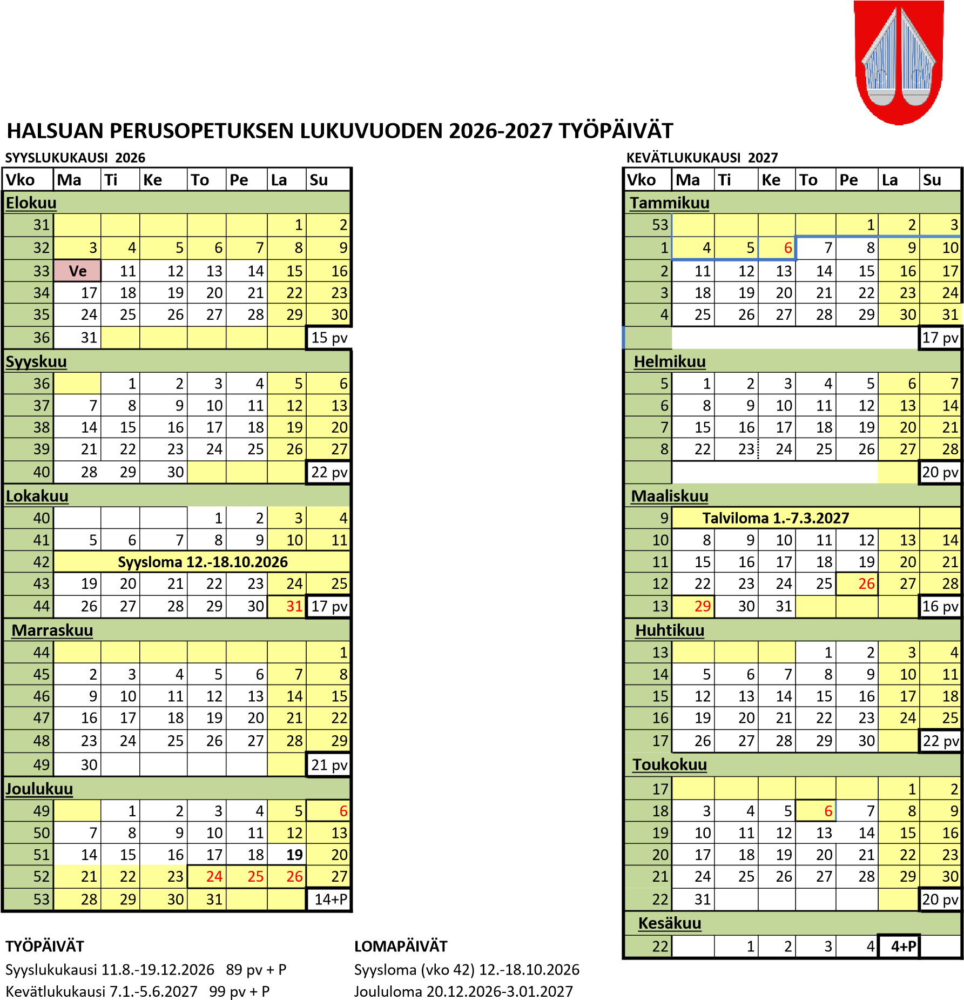 HALSUAN PERUSOPETUKSEN LUKUVUODEN 2026-2027 TYÖPÄIVÄT
SYYSLUKUKAUSI 2026
Vko Ma Ti Ke To Pe La Su
Elokuu
31 1 2
32 3 4 5 6 7 8 9
33 Ve 11 12 13 14 15 16
34 17 18 19 20 21 22 23
35 24 25 26 27 28 29 30
36 31 15 pv
Syyskuu
36 1 2 3 4 5 6
37 7 8 9 10 11 12 13
38 14 15 16 17 18 19 20
39 21 22 23 24 25 26 27
40 28 29 30 22 pv
Lokakuu
40 1 2 3 4
41 5 6 7 8 9 10 11
42 Syysloma 12.-18.10.2026
43 19 20 21 22 23 24 25
44 26 27 28 29 30 31 17 pv
Marraskuu
44 1
45 2 3 4 5 6 7 8
46 9 10 11 12 13 14 15
47 16 17 18 19 20 21 22
48 23 24 25 26 27 28 29
49 30 21 pv
Joulukuu
49 1 2 3 4 5 6
50 7 8 9 10 11 12 13
51 14 15 16 17 18 19 20
52 21 22 23 24 25 26 27
53 28 29 30 31 14+P
KEVÄTLUKUKAUSI 2027
Vko Ma Ti Ke To Pe La Su
Tammikuu
53 1 2 3
1 4 5 6 7 8 9 10
2 11 12 13 14 15 16 17
3 18 19 20 21 22 23 24
4 25 26 27 28 29 30 31
17 pv
Helmikuu
5 1 2 3 4 5 6 7
6 8 9 10 11 12 13 14
7 15 16 17 18 19 20 21
8 22 23 24 25 26 27 28
20 pv
Maaliskuu
9 Talviloma 1.-7.3.2027
10 8 9 10 11 12 13 14
11 15 16 17 18 19 20 21
12 22 23 24 25 26 27 28
13 29 30 31 16 pv
Huhtikuu
13 1 2 3 4
14 5 6 7 8 9 10 11
15 12 13 14 15 16 17 18
16 19 20 21 22 23 24 25
17 26 27 28 29 30 22 pv
Toukokuu
17 1 2
18 3 4 5 6 7 8 9
19 10 11 12 13 14 15 16
20 17 18 19 20 21 22 23
21 24 25 26 27 28 29 30
22 31 20 pv
Kesäkuu
22 1 2 3 4 4+P
TYÖPÄIVÄT
Syyslukukausi 11.8.-19.12.2026 89 pv + P
Kevätlukukausi 7.1.-5.6.2027 99 pv + P
LOMAPÄIVÄT
Syysloma (vko 42) 12.-18.10.2026
Joululoma 20.12.2026-3.01.2027